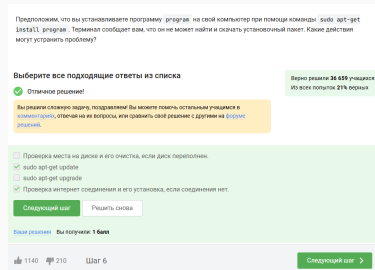 Предположим, что вы устанавливаете программу program на свой компьютер при помощи команды sudo apt-get
install program. Терминал сообщает вам, что он не может найти и скачать установочный пакет. Какие действия
могут устранить проблему?
Выберите все подходящие ответы из списка
Верно решили 36 659 учащихся
Из всех попыток 21% верных
Отличное решение!
Вы решили сложную задачу, поздравляем! Вы можете помочь остальным учащимся в
комментариях, отвечая на их вопросы, или сравнить своё решение с другими на форуме
решений.
Проверка места на диске и его очистка, если диск переполнен.
sudo apt-get update
sudo apt-get upgrade
Проверка интернет соединения и его установка, если соединения нет.
Следующий шаг
Решить снова
Ваши решения Вы получили: 1 балл
1140 210 Шаг 6
Следующий шаг